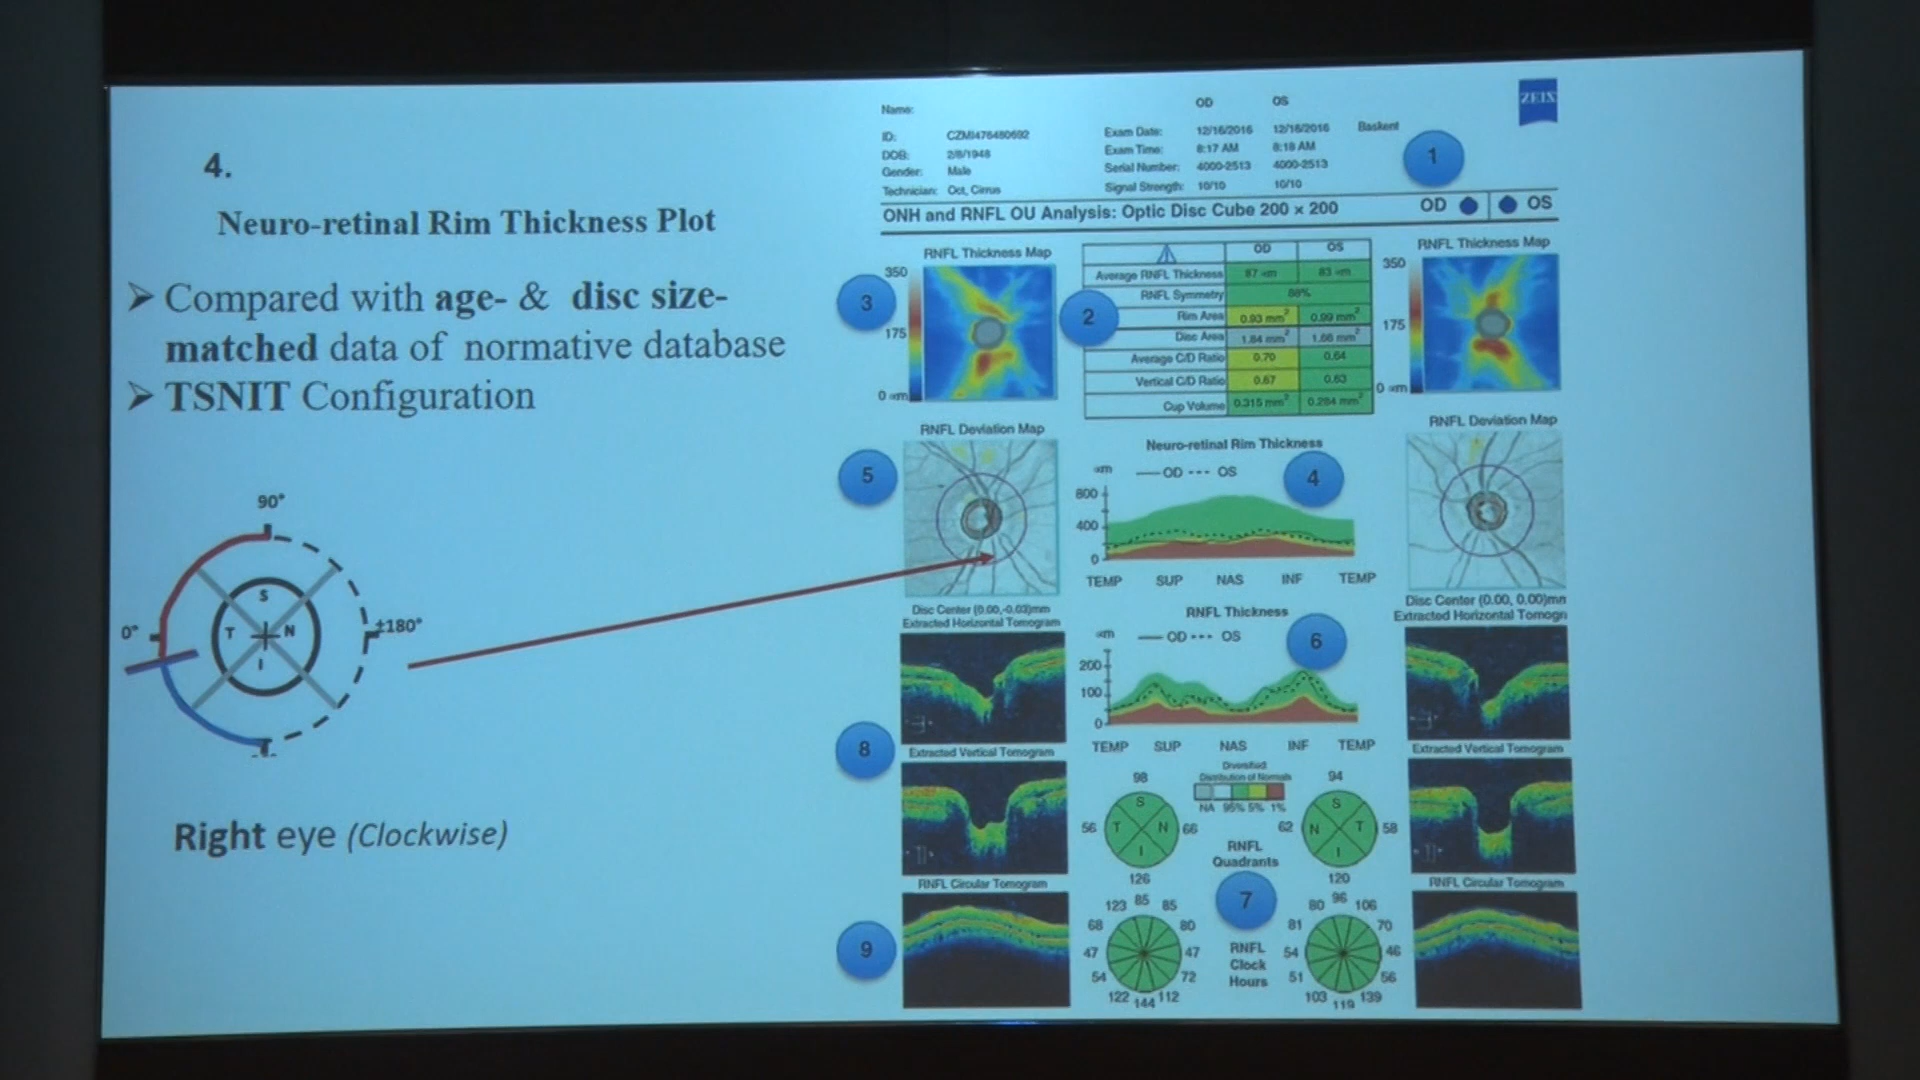 4.
Neuro-retinal Rim Thickness Plot
➢ Compared with age- & disc size-
matched data of normative database
➢ TSNIT Configuration
90°
0°
±180°
S
T
N
I
Right eye (Clockwise)
ZEISS
Name:
OD OS
ID: CZMI476480692
DOB: 2/8/1948
Gender: Male
Technician: Oct, Cirrus
Exam Date: 12/16/2016 12/16/2016 Baskent
Exam Time: 8:17 AM 8:18 AM
Serial Number: 4000-2513 4000-2513
Signal Strength: 10/10 10/10
1
ONH and RNFL OU Analysis: Optic Disc Cube 200 x 200 OD OS
RNFL Thickness Map
350
175
0 μm
3
2
OD OS
Average RNFL Thickness 87 μm 83 μm
RNFL Symmetry 88%
Rim Area 0.93 mm² 0.99 mm²
Disc Area 1.84 mm² 1.66 mm²
Average C/D Ratio 0.70 0.64
Vertical C/D Ratio 0.67 0.63
Cup Volume 0.315 mm² 0.284 mm²
RNFL Thickness Map
350
175
0 μm
RNFL Deviation Map
5
Disc Center (0.00,-0.03)mm
Neuro-retinal Rim Thickness
μm OD OS
4
800
400
0
TEMP SUP NAS INF TEMP
RNFL Deviation Map
Disc Center (0.00, 0.00)mm
Extracted Horizontal Tomogram
RNFL Thickness
μm OD OS
6
200
100
0
TEMP SUP NAS INF TEMP
Extracted Horizontal Tomogn
8
Extracted Vertical Tomogram
Extracted Vertical Tomogram
Diversified
Distribution of Normals
NA 95% 5% 1%
98
56 S T N I 66
126
94
62 S N T I 58
120
RNFL
Quadrants
7
RNFL Circular Tomogram
RNFL Circular Tomogram
9
123 85 85
68 80
47 47
54 72
122 144 112
RNFL
Clock
Hours
80 96 106
81 70
54 46
51 56
103 119 139